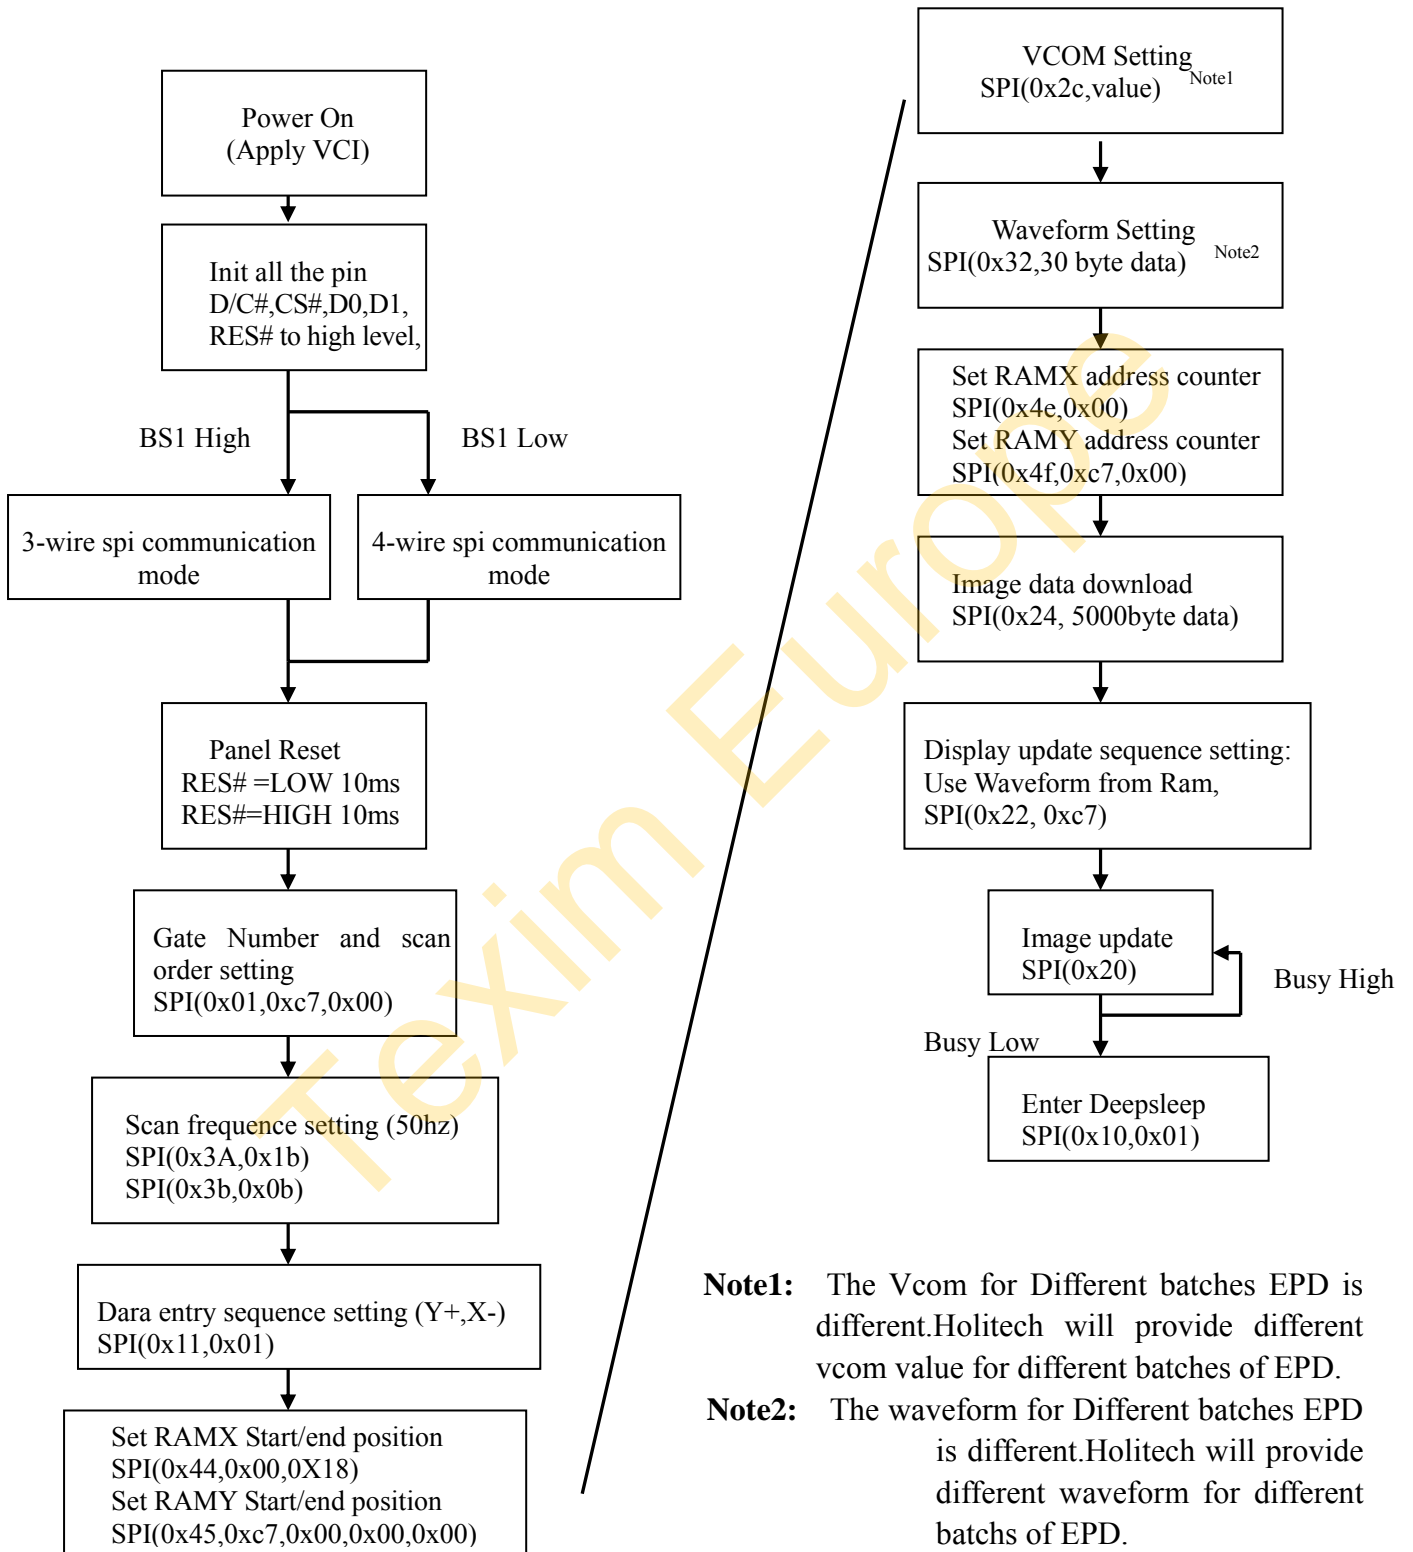 Power On
(Apply VCI)
Init all the pin
D/C#,CS#,D0,D1,
RES# to high level,
BS1 High
BS1 Low
3-wire spi communication
mode
4-wire spi communication
mode
Panel Reset
RES# =LOW 10ms
RES#=HIGH 10ms
Gate Number and scan
order setting
SPI(0x01,0xc7,0x00)
Scan frequence setting (50hz)
SPI(0x3A,0x1b)
SPI(0x3b,0x0b)
Dara entry sequence setting (Y+,X-)
SPI(0x11,0x01)
Set RAMX Start/end position
SPI(0x44,0x00,0X18)
Set RAMY Start/end position
SPI(0x45,0xc7,0x00,0x00,0x00)
VCOM Setting
SPI(0x2c,value) Note1
Waveform Setting
SPI(0x32,30 byte data) Note2
Set RAMX address counter
SPI(0x4e,0x00)
Set RAMY address counter
SPI(0x4f,0xc7,0x00)
Image data download
SPI(0x24, 5000byte data)
Display update sequence setting:
Use Waveform from Ram,
SPI(0x22, 0xc7)
Image update
SPI(0x20)
Busy High
Busy Low
Enter Deepsleep
SPI(0x10,0x01)
Note1: The Vcom for Different batches EPD is
different.Holitech will provide different
vcom value for different batches of EPD.
Note2: The waveform for Different batches EPD
is different.Holitech will provide
different waveform for different
batchs of EPD.
Texim Europe